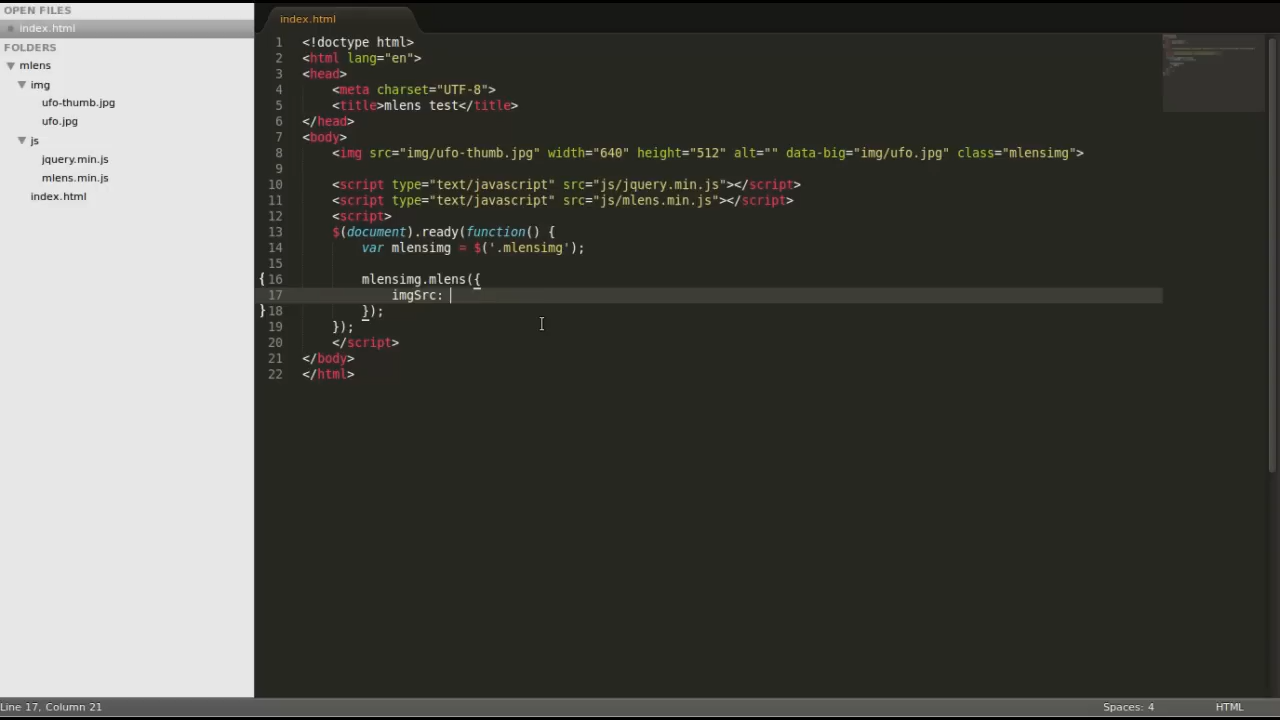 OPEN FILES
index.html
FOLDERS
mlens
img
ufo-thumb.jpg
ufo.jpg
js
jquery.min.js
mlens.min.js
index.html
index.html
1 <!doctype html>
2 <html lang="en">
3 <head>
4 <meta charset="UTF-8">
5 <title>mlens test</title>
6 </head>
7 <body>
8 <img src="img/ufo-thumb.jpg" width="640" height="512" alt="" data-big="img/ufo.jpg" class="mlensimg">
9
10 <script type="text/javascript" src="js/jquery.min.js"></script>
11 <script type="text/javascript" src="js/mlens.min.js"></script>
12 <script>
13 $(document).ready(function() {
14 var mlensimg = $('.mlensimg');
15
{ 16 mlensimg.mlens({
17 imgSrc:
} 18 });
19 });
20 </script>
21 </body>
22 </html>
Line 17, Column 21
Spaces: 4
HTML